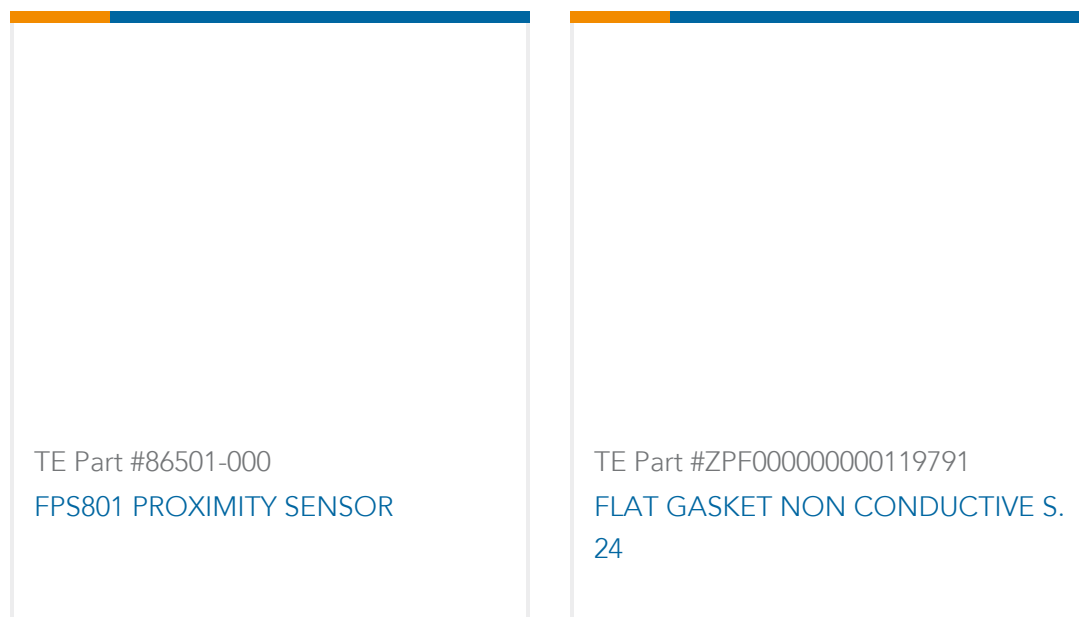 TE Part #86501-000
FPS801 PROXIMITY SENSOR
TE Part #ZPF000000000119791
FLAT GASKET NON CONDUCTIVE S.
24